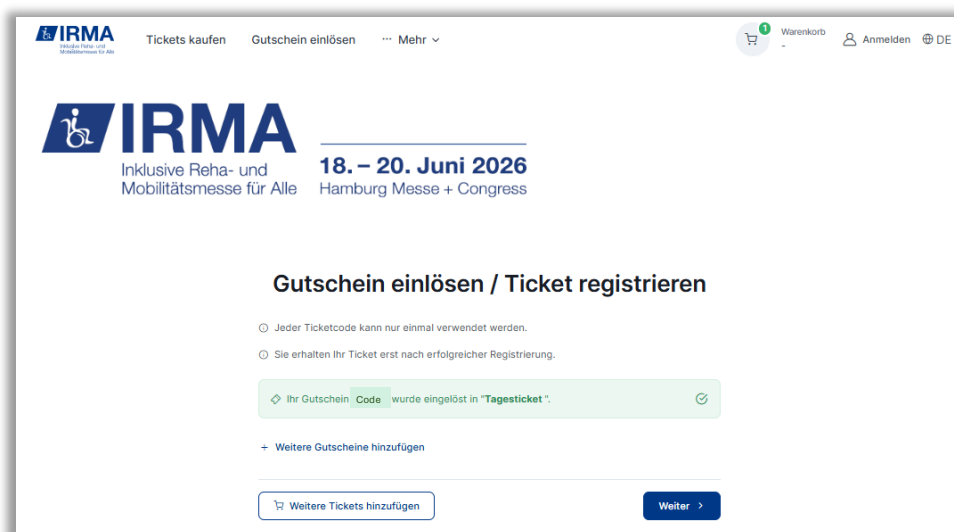 IRMA
Inklusive Reha- und
Mobilitätsmesse für Alle
Tickets kaufen
Gutschein einlösen
··· Mehr
1
Warenkorb
-
Anmelden
DE
IRMA
Inklusive Reha- und
Mobilitätsmesse für Alle
18. – 20. Juni 2026
Hamburg Messe + Congress
Gutschein einlösen / Ticket registrieren
Jeder Ticketcode kann nur einmal verwendet werden.
Sie erhalten Ihr Ticket erst nach erfolgreicher Registrierung.
Ihr Gutschein Code wurde eingelöst in "Tagesticket ".
+ Weitere Gutscheine hinzufügen
Weitere Tickets hinzufügen
Weiter >